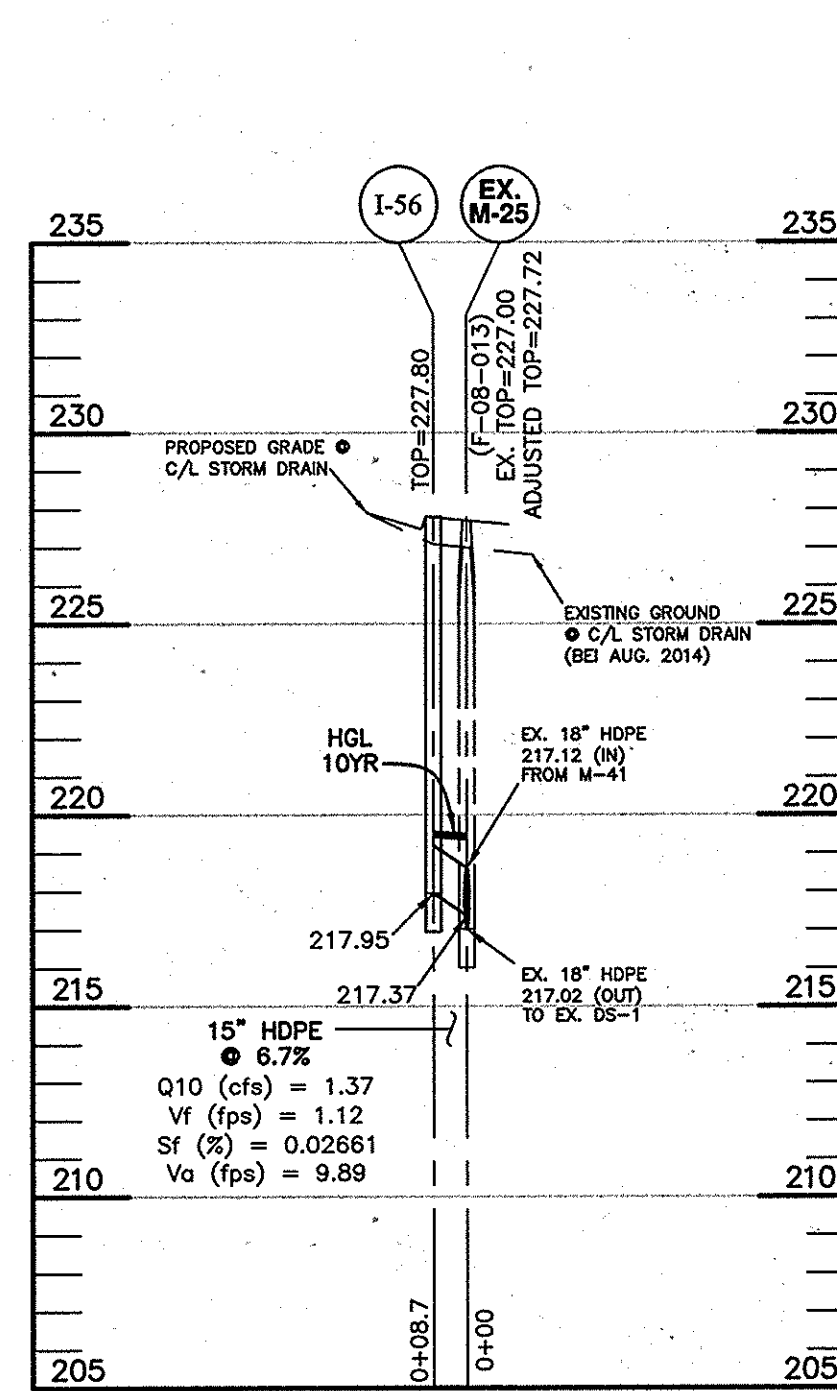 I-56
EX.
M-25
235
235
TOP=227.80
(F-08-013)
EX. TOP=227.00
ADJUSTED TOP=227.72
230
230
PROPOSED GRADE @
C/L STORM DRAIN
225
225
EXISTING GROUND
@ C/L STORM DRAIN
(BEI AUG. 2014)
HGL
10YR
EX. 18" HDPE
217.12 (IN)
FROM M-41
220
220
217.95
217.37
EX. 18" HDPE
217.02 (OUT)
TO EX. DS-1
215
215
15" HDPE
@ 6.7%
Q10 (cfs) = 1.37
Vf (fps) = 1.12
Sf (%) = 0.02661
Va (fps) = 9.89
210
210
0+08.7
0+00
205
205